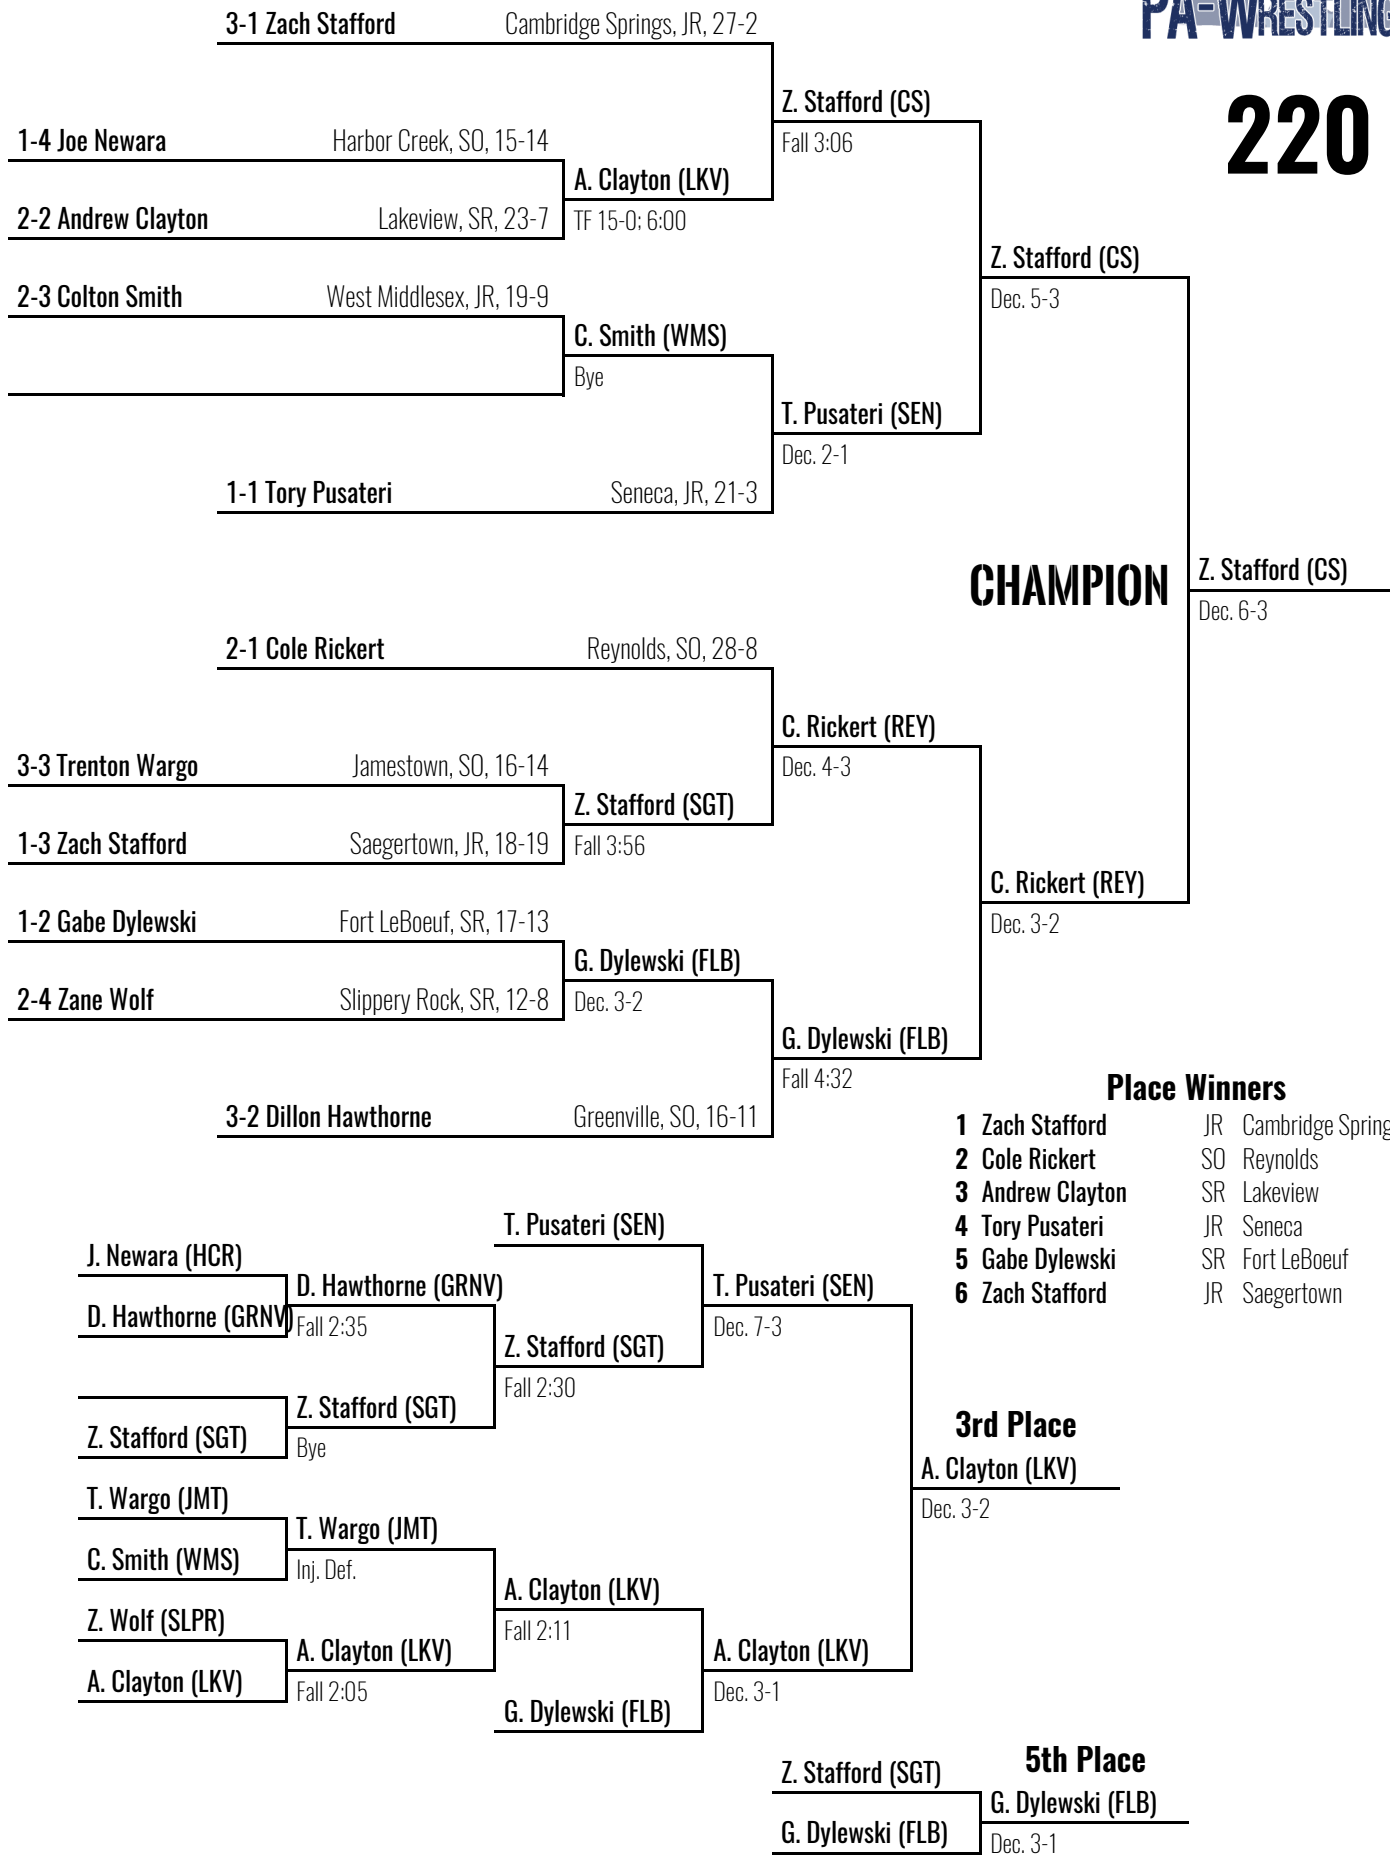 PA-WRESTLING
220
3-1 Zach Stafford Cambridge Springs, JR, 27-2
Z. Stafford (CS)
Fall 3:06
1-4 Joe Newara Harbor Creek, SO, 15-14
A. Clayton (LKV)
TF 15-0; 6:00
2-2 Andrew Clayton Lakeview, SR, 23-7
Z. Stafford (CS)
Dec. 5-3
2-3 Colton Smith West Middlesex, JR, 19-9
C. Smith (WMS)
Bye
T. Pusateri (SEN)
Dec. 2-1
1-1 Tory Pusateri Seneca, JR, 21-3
CHAMPION
Z. Stafford (CS)
Dec. 6-3
2-1 Cole Rickert Reynolds, SO, 28-8
C. Rickert (REY)
Dec. 4-3
3-3 Trenton Wargo Jamestown, SO, 16-14
Z. Stafford (SGT)
Fall 3:56
1-3 Zach Stafford Saegertown, JR, 18-19
C. Rickert (REY)
Dec. 3-2
1-2 Gabe Dylewski Fort LeBoeuf, SR, 17-13
G. Dylewski (FLB)
Dec. 3-2
2-4 Zane Wolf Slippery Rock, SR, 12-8
G. Dylewski (FLB)
Fall 4:32
3-2 Dillon Hawthorne Greenville, SO, 16-11
Place Winners
1 Zach Stafford JR Cambridge Spring
2 Cole Rickert SO Reynolds
3 Andrew Clayton SR Lakeview
4 Tory Pusateri JR Seneca
5 Gabe Dylewski SR Fort LeBoeuf
6 Zach Stafford JR Saegertown
T. Pusateri (SEN)
J. Newara (HCR)
D. Hawthorne (GRNV)
T. Pusateri (SEN)
D. Hawthorne (GRNV)
Fall 2:35
Dec. 7-3
Z. Stafford (SGT)
Fall 2:30
Z. Stafford (SGT)
Z. Stafford (SGT)
Bye
3rd Place
A. Clayton (LKV)
Dec. 3-2
T. Wargo (JMT)
T. Wargo (JMT)
Inj. Def.
C. Smith (WMS)
A. Clayton (LKV)
Fall 2:11
Z. Wolf (SLPR)
A. Clayton (LKV)
Fall 2:05
A. Clayton (LKV)
Dec. 3-1
A. Clayton (LKV)
G. Dylewski (FLB)
5th Place
Z. Stafford (SGT)
G. Dylewski (FLB)
G. Dylewski (FLB)
Dec. 3-1